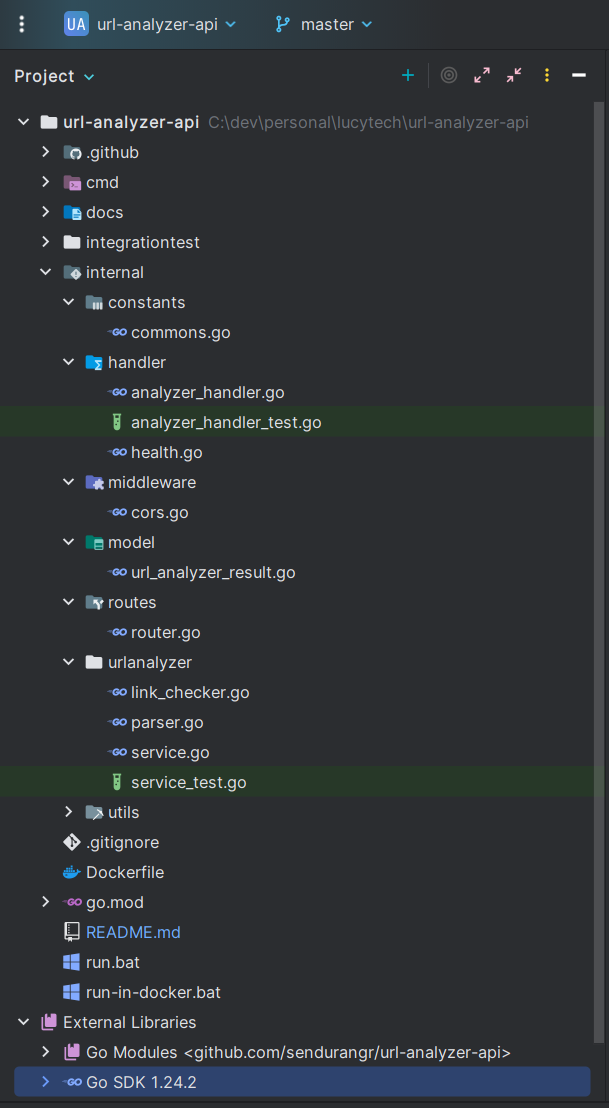 UA url-analyzer-api master
Project
url-analyzer-api C:\dev\personal\lucytech\url-analyzer-api
.github
cmd
docs
integrationtest
internal
constants
commons.go
handler
analyzer_handler.go
analyzer_handler_test.go
health.go
middleware
cors.go
model
url_analyzer_result.go
routes
router.go
urlanalyzer
link_checker.go
parser.go
service.go
service_test.go
utils
.gitignore
Dockerfile
go.mod
README.md
run.bat
run-in-docker.bat
External Libraries
Go Modules <github.com/sendurangr/url-analyzer-api>
Go SDK 1.24.2